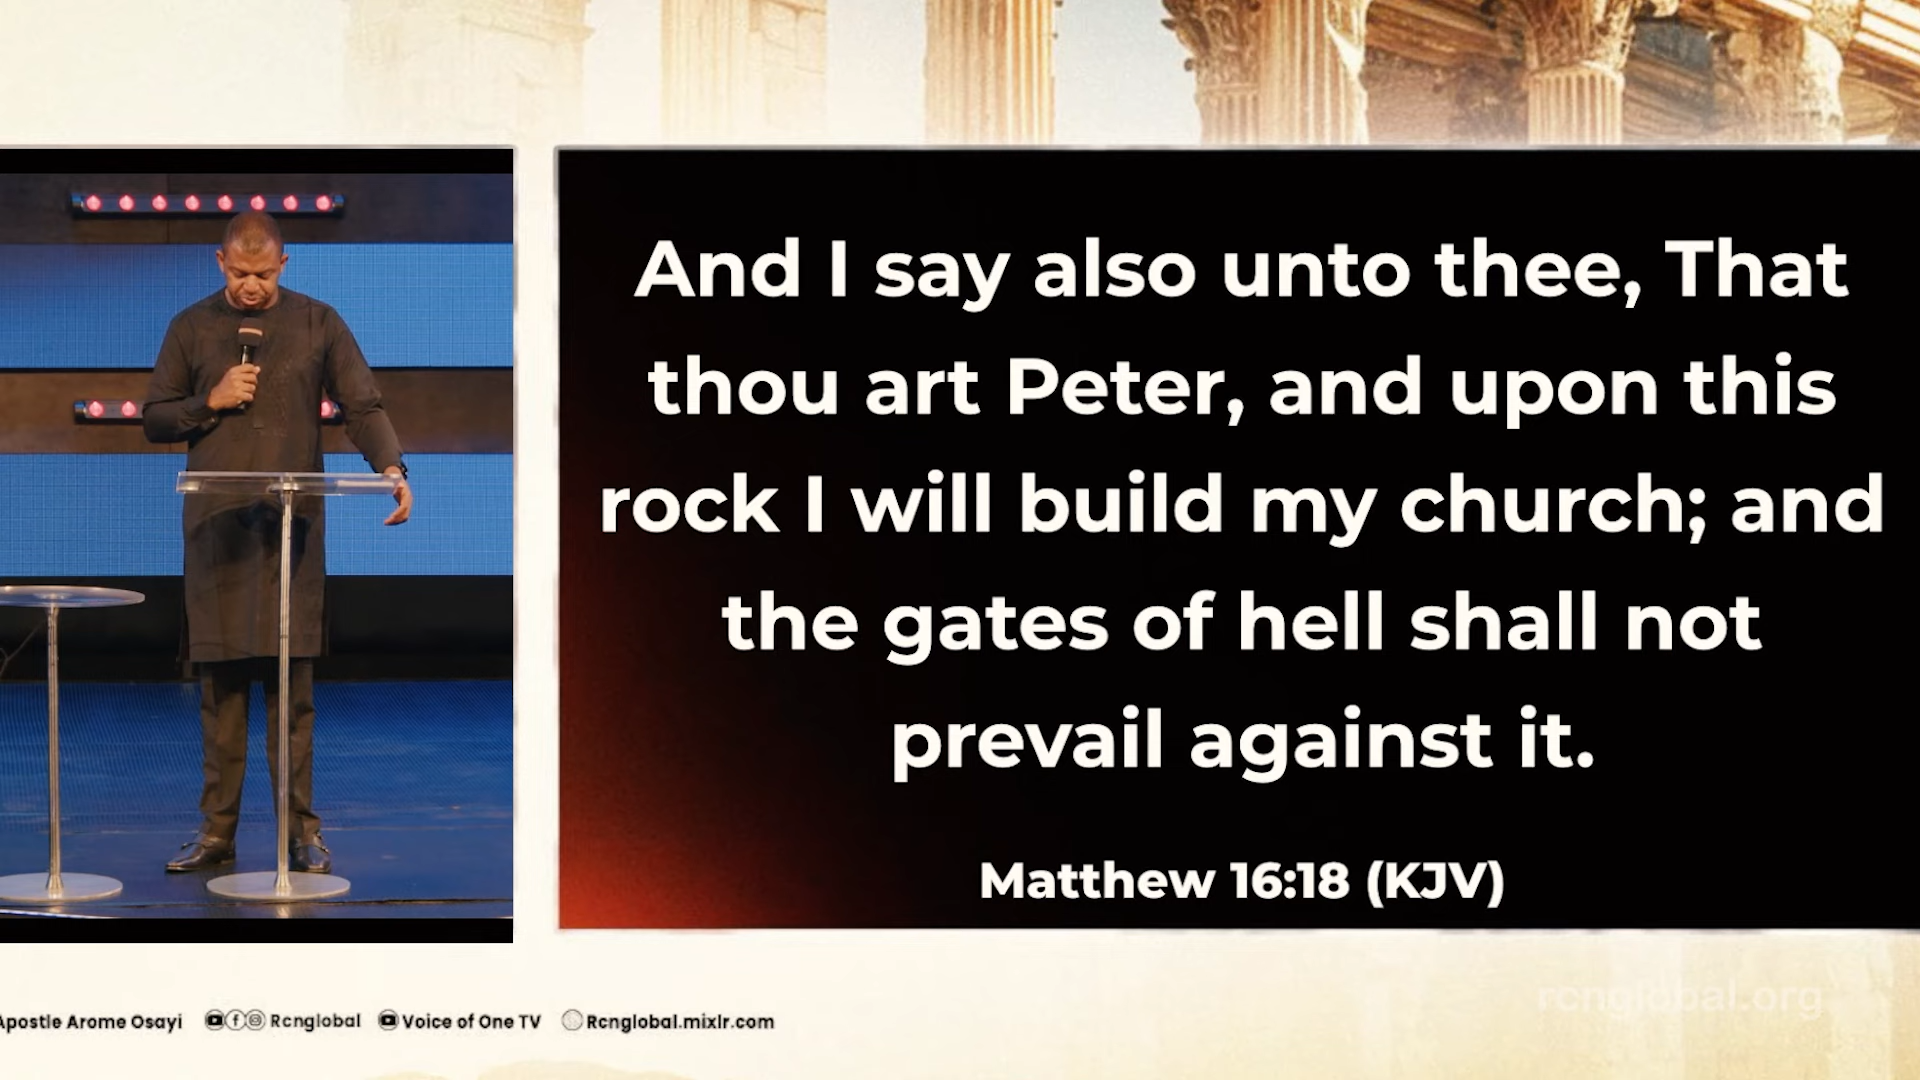 And I say also unto thee, That
thou art Peter, and upon this
rock I will build my church; and
the gates of hell shall not
prevail against it.
Matthew 16:18 (KJV)
rcnglobal.org
Apostle Arome Osayi Rcnglobal Voice of One TV Rcnglobal.mixlr.com